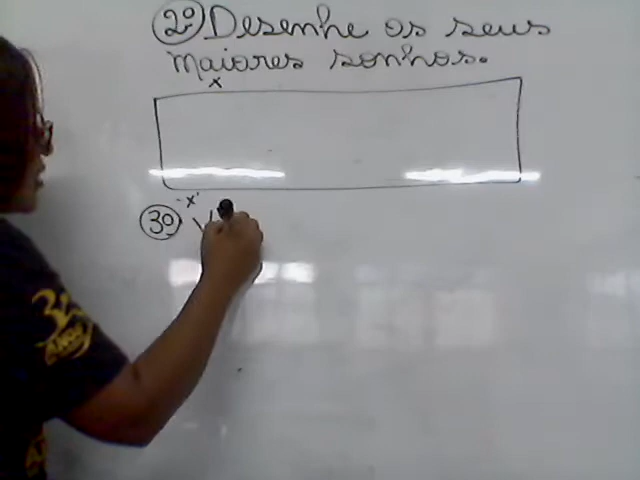 2º Desenhe os seus
maiores sonhos.
x
x
3º V